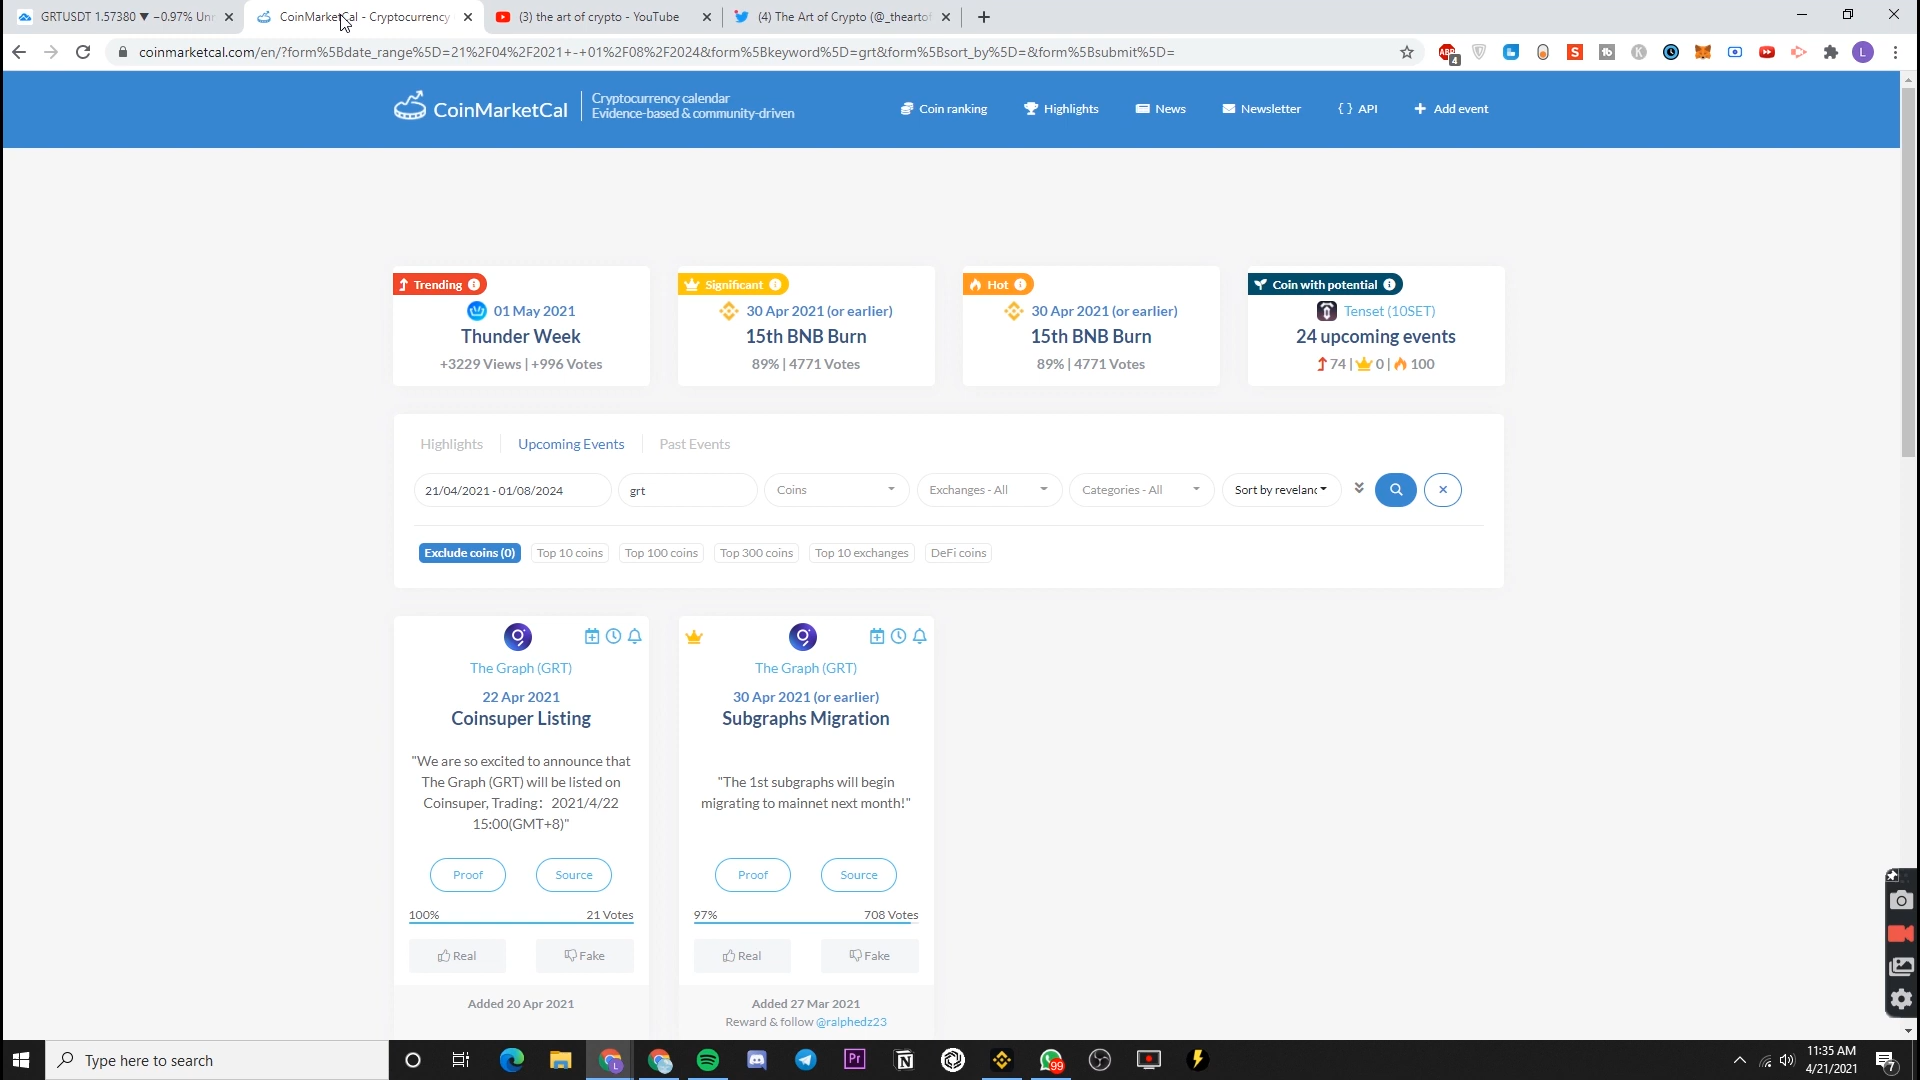 GRTUSDT 1.57380 ▼ −0.97% Unr
CoinMarketCal - Cryptocurrency
(3) the art of crypto - YouTube
(4) The Art of Crypto (@_theartof
coinmarketcal.com/en/?form%5Bdate_range%5D=21%2F04%2F2021+-+01%2F08%2F2024&form%5Bkeyword%5D=grt&form%5Bsort_by%5D=&form%5Bsubmit%5D=
ABP
4
L
CoinMarketCal
Cryptocurrency calendar
Evidence-based & community-driven
Coin ranking
Highlights
News
Newsletter
{ } API
+ Add event
Trending
01 May 2021
Thunder Week
+3229 Views | +996 Votes
Significant
30 Apr 2021 (or earlier)
15th BNB Burn
89% | 4771 Votes
Hot
30 Apr 2021 (or earlier)
15th BNB Burn
89% | 4771 Votes
Coin with potential
Tenset (10SET)
24 upcoming events
74 | 0 | 100
Highlights
Upcoming Events
Past Events
21/04/2021 - 01/08/2024
grt
Coins
Exchanges - All
Categories - All
Sort by revelanc
Exclude coins (0)
Top 10 coins
Top 100 coins
Top 300 coins
Top 10 exchanges
DeFi coins
The Graph (GRT)
22 Apr 2021
Coinsuper Listing
"We are so excited to announce that
The Graph (GRT) will be listed on
Coinsuper, Trading：2021/4/22
15:00(GMT+8)"
Proof
Source
100%
21 Votes
Real
Fake
Added 20 Apr 2021
The Graph (GRT)
30 Apr 2021 (or earlier)
Subgraphs Migration
"The 1st subgraphs will begin
migrating to mainnet next month!"
Proof
Source
97%
708 Votes
Real
Fake
Added 27 Mar 2021
Reward & follow @ralphedz23
Type here to search
Pr
99
11:35 AM
4/21/2021
7